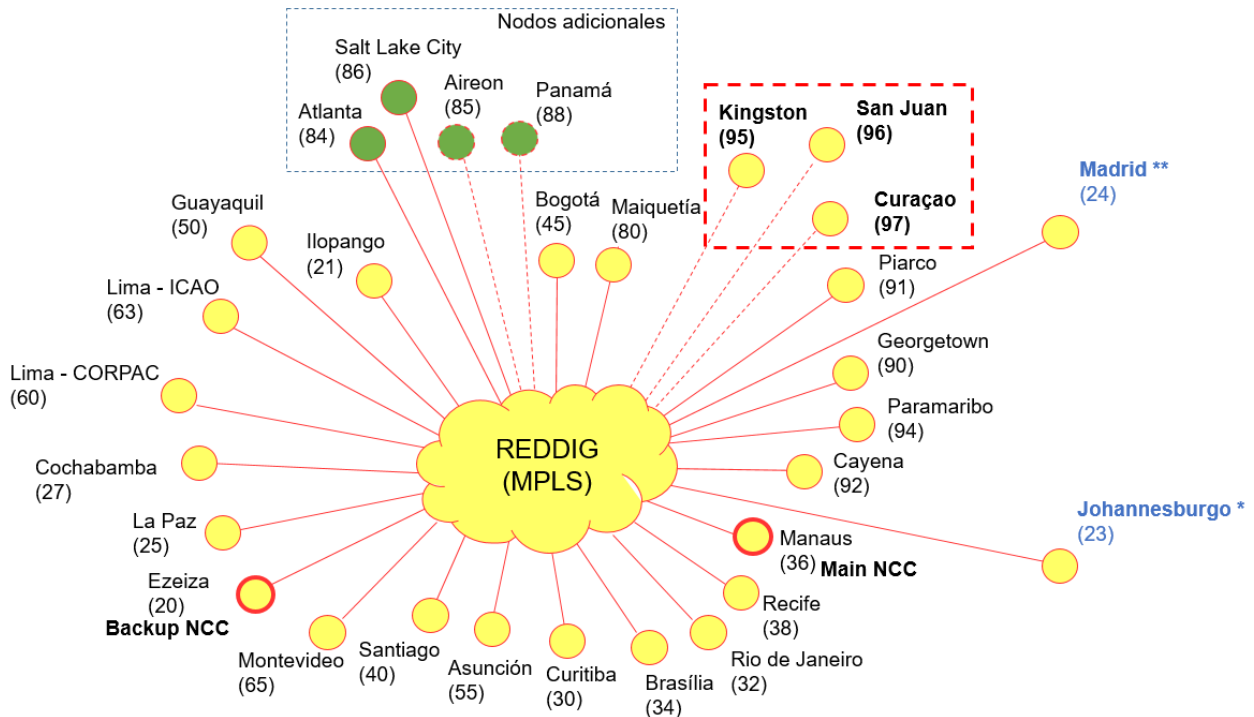 Nodos adicionales
Salt Lake City
(86)
Aireon
(85)
Panamá
(88)
Atlanta
(84)
Kingston
(95)
San Juan
(96)
Curaçao
(97)
Madrid **
(24)
Guayaquil
(50)
Ilopango
(21)
Bogotá
(45)
Maiquetía
(80)
Piarco
(91)
Lima - ICAO
(63)
Georgetown
(90)
Lima - CORPAC
(60)
Paramaribo
(94)
REDDIG
(MPLS)
Cochabamba
(27)
Cayena
(92)
La Paz
(25)
Johannesburgo *
(23)
Manaus
(36)
Main NCC
Ezeiza
(20)
Backup NCC
Recife
(38)
Montevideo
(65)
Santiago
(40)
Asunción
(55)
Curitiba
(30)
Brasília
(34)
Rio de Janeiro
(32)